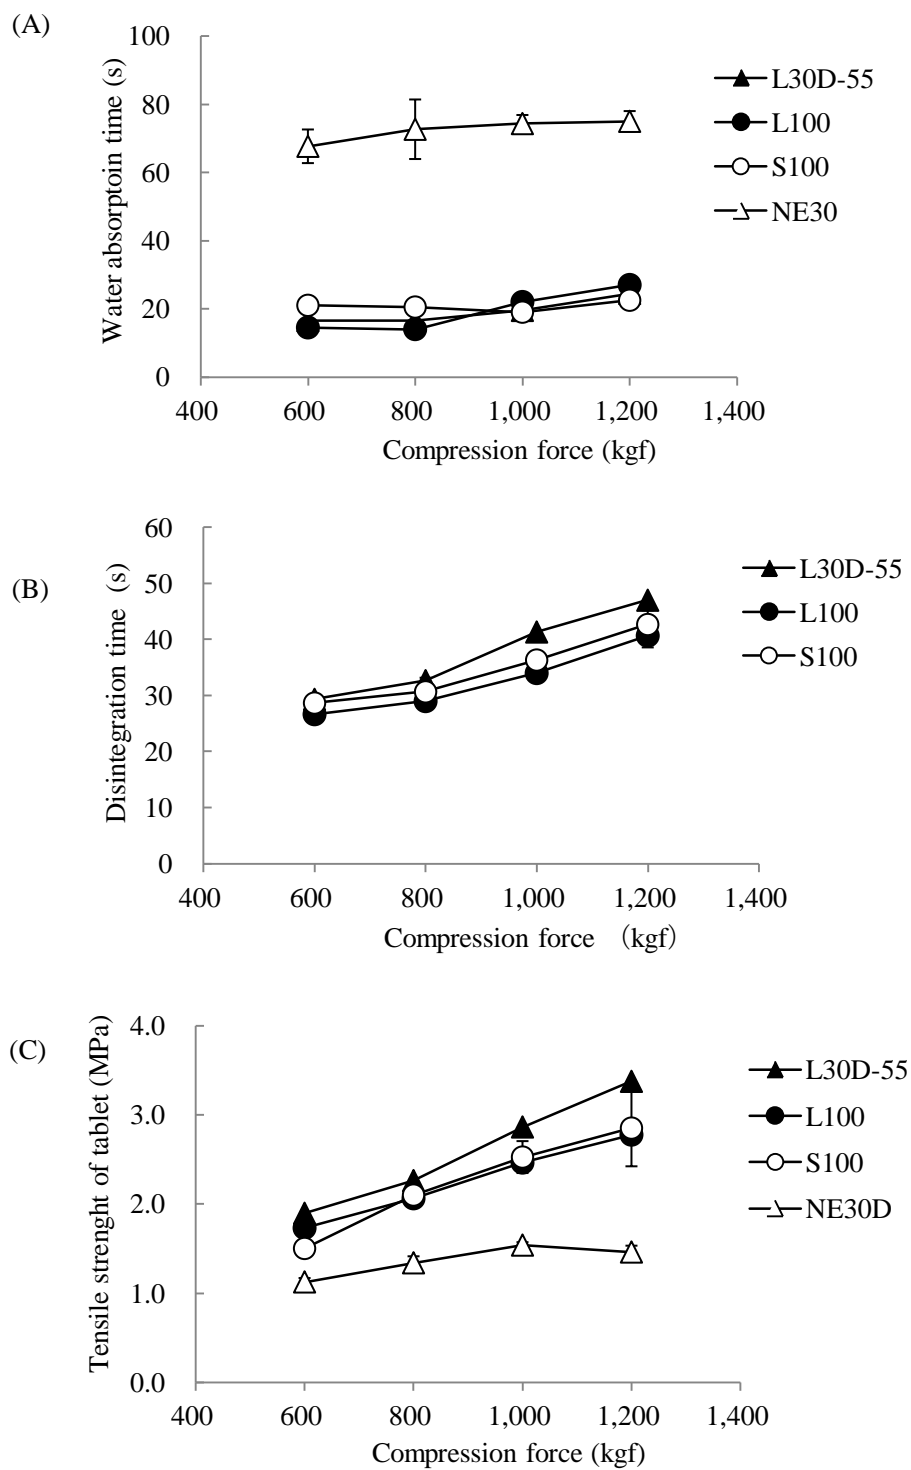 (A)
Water absorptoin time (s)
100
80
60
40
20
0
400 600 800 1,000 1,200 1,400
Compression force (kgf)
L30D-55
L100
S100
NE30
(B)
Disintegration time (s)
60
50
40
30
20
10
0
400 600 800 1,000 1,200 1,400
Compression force （kgf）
L30D-55
L100
S100
(C)
Tensile strenght of tablet (MPa)
4.0
3.0
2.0
1.0
0.0
400 600 800 1,000 1,200 1,400
Compression force (kgf)
L30D-55
L100
S100
NE30D